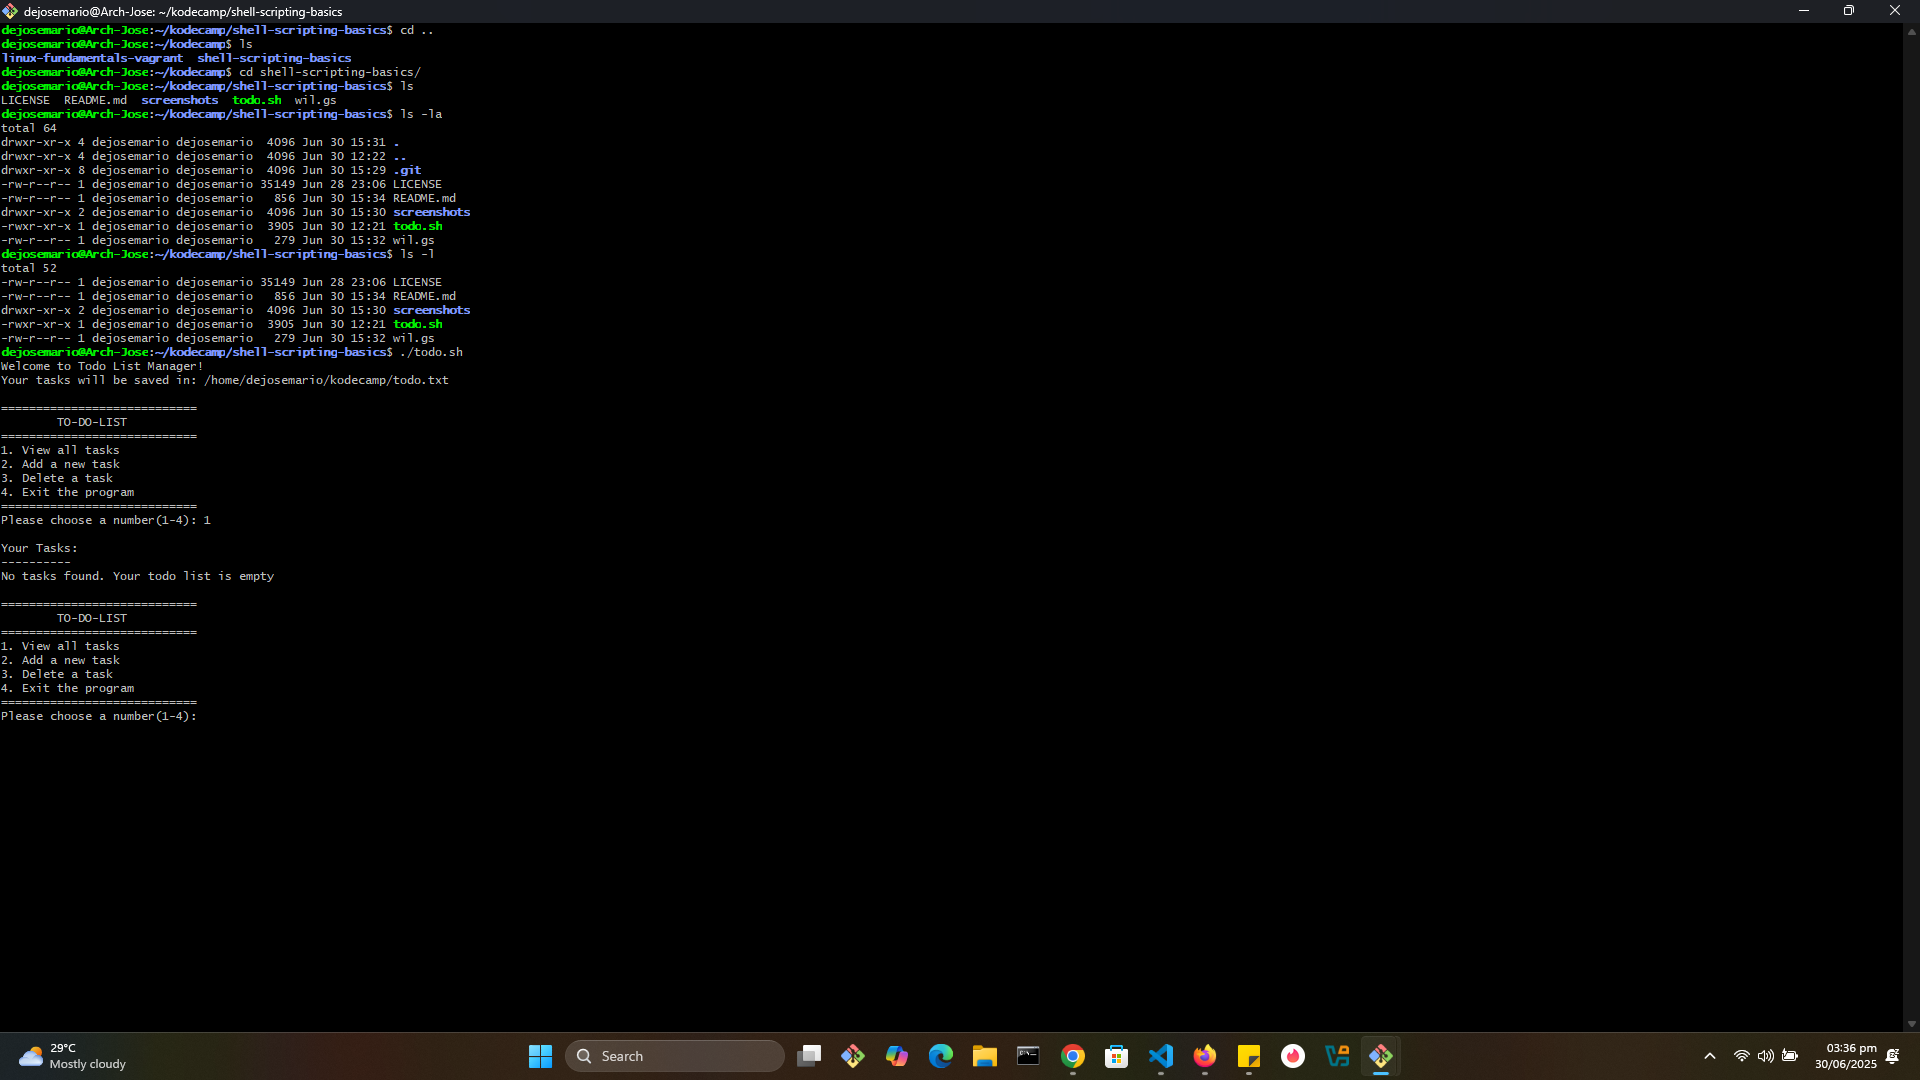 dejosemario@Arch-Jose: ~/kodecamp/shell-scripting-basics
dejosemario@Arch-Jose:~/kodecamp/shell-scripting-basics$ cd ..
dejosemario@Arch-Jose:~/kodecamp$ ls
linux-fundamentals-vagrant  shell-scripting-basics
dejosemario@Arch-Jose:~/kodecamp$ cd shell-scripting-basics/
dejosemario@Arch-Jose:~/kodecamp/shell-scripting-basics$ ls
LICENSE  README.md  screenshots  todo.sh  wil.gs
dejosemario@Arch-Jose:~/kodecamp/shell-scripting-basics$ ls -la
total 64
drwxr-xr-x 4 dejosemario dejosemario  4096 Jun 30 15:31 .
drwxr-xr-x 4 dejosemario dejosemario  4096 Jun 30 12:22 ..
drwxr-xr-x 8 dejosemario dejosemario  4096 Jun 30 15:29 .git
-rw-r--r-- 1 dejosemario dejosemario 35149 Jun 28 23:06 LICENSE
-rw-r--r-- 1 dejosemario dejosemario   856 Jun 30 15:34 README.md
drwxr-xr-x 2 dejosemario dejosemario  4096 Jun 30 15:30 screenshots
-rwxr-xr-x 1 dejosemario dejosemario  3905 Jun 30 12:21 todo.sh
-rw-r--r-- 1 dejosemario dejosemario   279 Jun 30 15:32 wil.gs
dejosemario@Arch-Jose:~/kodecamp/shell-scripting-basics$ ls -l
total 52
-rw-r--r-- 1 dejosemario dejosemario 35149 Jun 28 23:06 LICENSE
-rw-r--r-- 1 dejosemario dejosemario   856 Jun 30 15:34 README.md
drwxr-xr-x 2 dejosemario dejosemario  4096 Jun 30 15:30 screenshots
-rwxr-xr-x 1 dejosemario dejosemario  3905 Jun 30 12:21 todo.sh
-rw-r--r-- 1 dejosemario dejosemario   279 Jun 30 15:32 wil.gs
dejosemario@Arch-Jose:~/kodecamp/shell-scripting-basics$ ./todo.sh
Welcome to Todo List Manager!
Your tasks will be saved in: /home/dejosemario/kodecamp/todo.txt
============================
TO-DO-LIST
============================
1. View all tasks
2. Add a new task
3. Delete a task
4. Exit the program
============================
Please choose a number(1-4): 1
Your Tasks:
----------
No tasks found. Your todo list is empty
============================
TO-DO-LIST
============================
1. View all tasks
2. Add a new task
3. Delete a task
4. Exit the program
============================
Please choose a number(1-4):
29°C
Mostly cloudy
Search
03:36 pm
30/06/2025